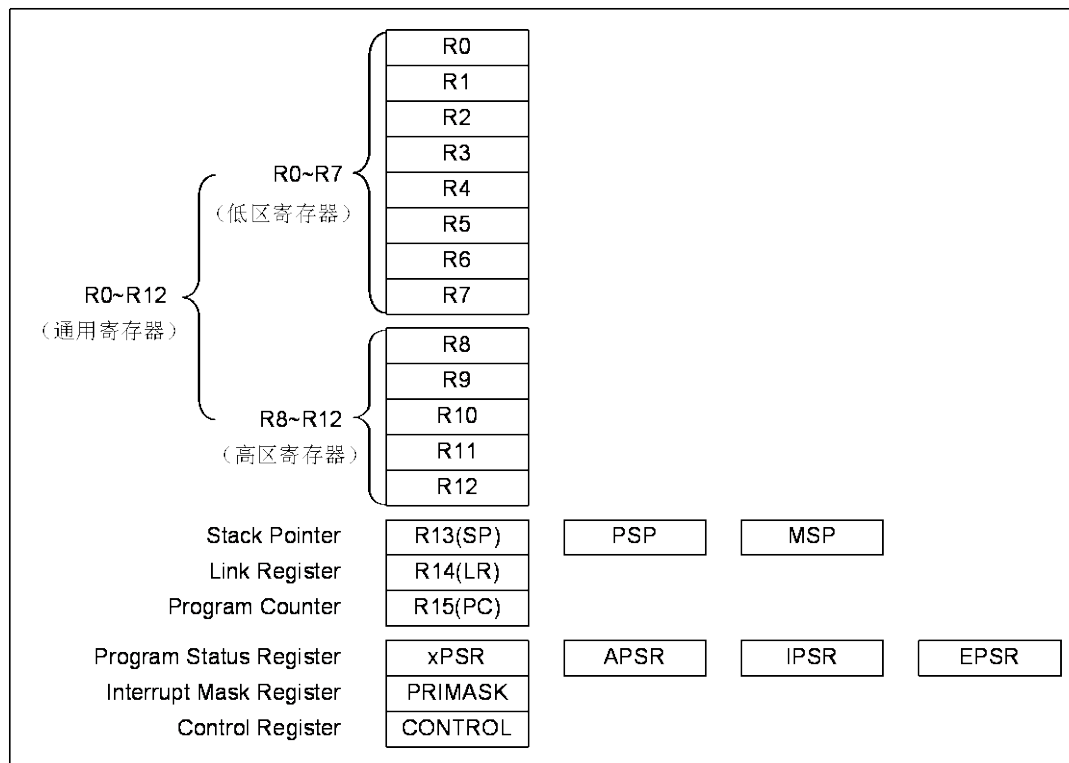 R0
R1
R2
R3
R0~R7
R4
（低区寄存器）
R5
R6
R0~R12
R7
（通用寄存器）
R8
R9
R8~R12
R10
（高区寄存器）
R11
R12
Stack Pointer R13(SP) PSP MSP
Link Register R14(LR)
Program Counter R15(PC)
Program Status Register xPSR APSR IPSR EPSR
Interrupt Mask Register PRIMASK
Control Register CONTROL